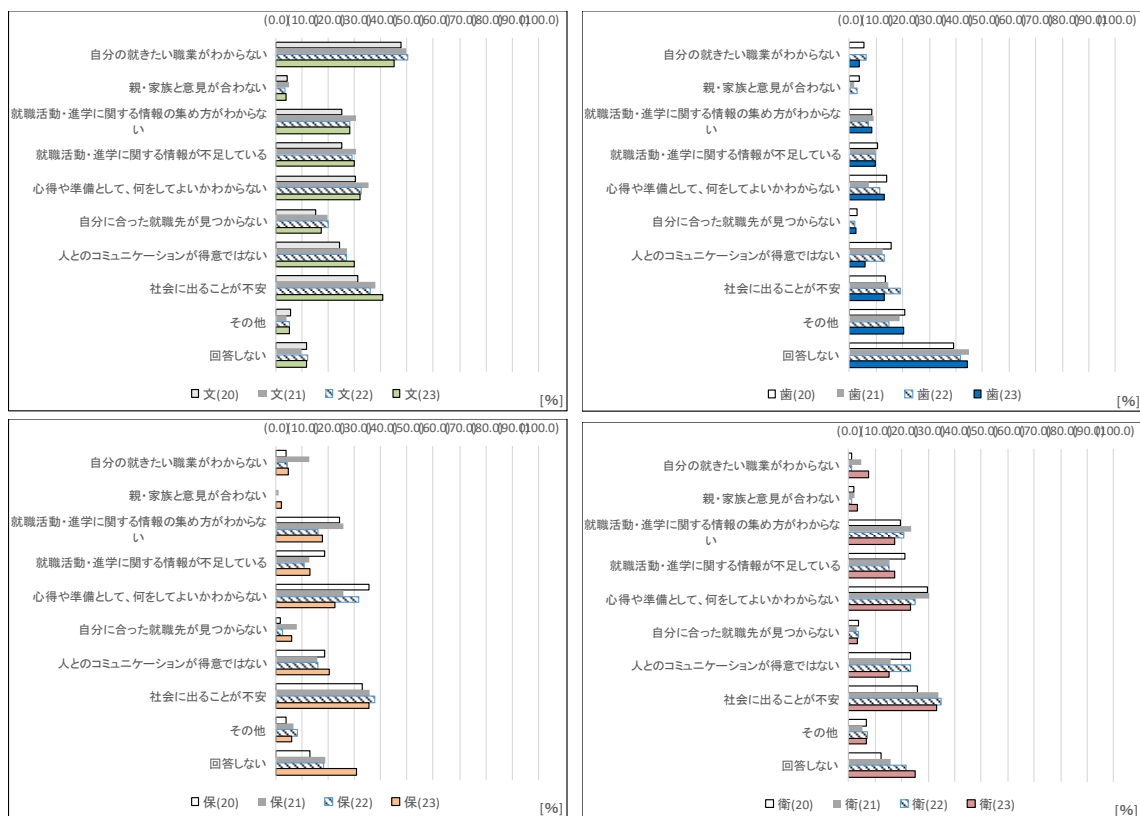 (0.0)(10.0)(20.0)(30.0)(40.0)(50.0)(60.0)(70.0)(80.0)(90.0)(100.0)
自分の就きたい職業がわからない
親・家族と意見が合わない
就職活動・進学に関する情報の集め方がわからな
い
就職活動・進学に関する情報が不足している
心得や準備として、何をしてよいかわからない
自分に合った就職先が見つからない
人とのコミュニケーションが得意ではない
社会に出ることが不安
その他
回答しない
文(20) 文(21) 文(22) 文(23)
[%]
(0.0)(10.0)(20.0)(30.0)(40.0)(50.0)(60.0)(70.0)(80.0)(90.0)(100.0)
自分の就きたい職業がわからない
親・家族と意見が合わない
就職活動・進学に関する情報の集め方がわからな
い
就職活動・進学に関する情報が不足している
心得や準備として、何をしてよいかわからない
自分に合った就職先が見つからない
人とのコミュニケーションが得意ではない
社会に出ることが不安
その他
回答しない
歯(20) 歯(21) 歯(22) 歯(23)
[%]
(0.0)(10.0)(20.0)(30.0)(40.0)(50.0)(60.0)(70.0)(80.0)(90.0)(100.0)
自分の就きたい職業がわからない
親・家族と意見が合わない
就職活動・進学に関する情報の集め方がわからな
い
就職活動・進学に関する情報が不足している
心得や準備として、何をしてよいかわからない
自分に合った就職先が見つからない
人とのコミュニケーションが得意ではない
社会に出ることが不安
その他
回答しない
保(20) 保(21) 保(22) 保(23)
[%]
(0.0)(10.0)(20.0)(30.0)(40.0)(50.0)(60.0)(70.0)(80.0)(90.0)(100.0)
自分の就きたい職業がわからない
親・家族と意見が合わない
就職活動・進学に関する情報の集め方がわからな
い
就職活動・進学に関する情報が不足している
心得や準備として、何をしてよいかわからない
自分に合った就職先が見つからない
人とのコミュニケーションが得意ではない
社会に出ることが不安
その他
回答しない
衛(20) 衛(21) 衛(22) 衛(23)
[%]